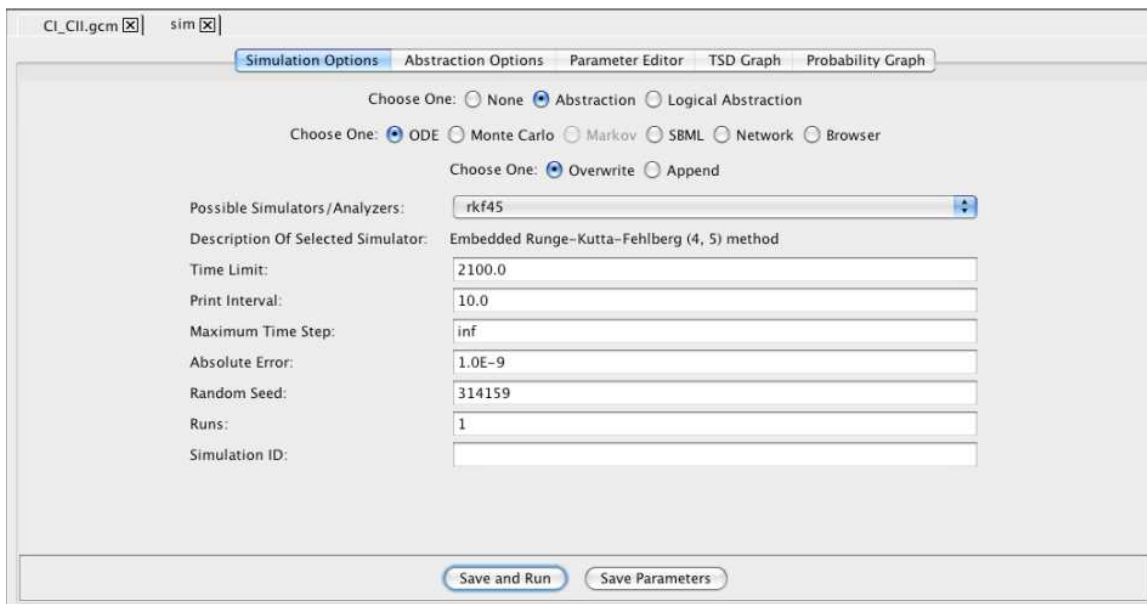 CI_CII.gcm sim
Simulation Options Abstraction Options Parameter Editor TSD Graph Probability Graph
Choose One: None Abstraction Logical Abstraction
Choose One: ODE Monte Carlo Markov SBML Network Browser
Choose One: Overwrite Append
Possible Simulators/Analyzers: rkf45
Description Of Selected Simulator: Embedded Runge-Kutta-Fehlberg (4, 5) method
Time Limit: 2100.0
Print Interval: 10.0
Maximum Time Step: inf
Absolute Error: 1.0E-9
Random Seed: 314159
Runs: 1
Simulation ID:
Save and Run Save Parameters